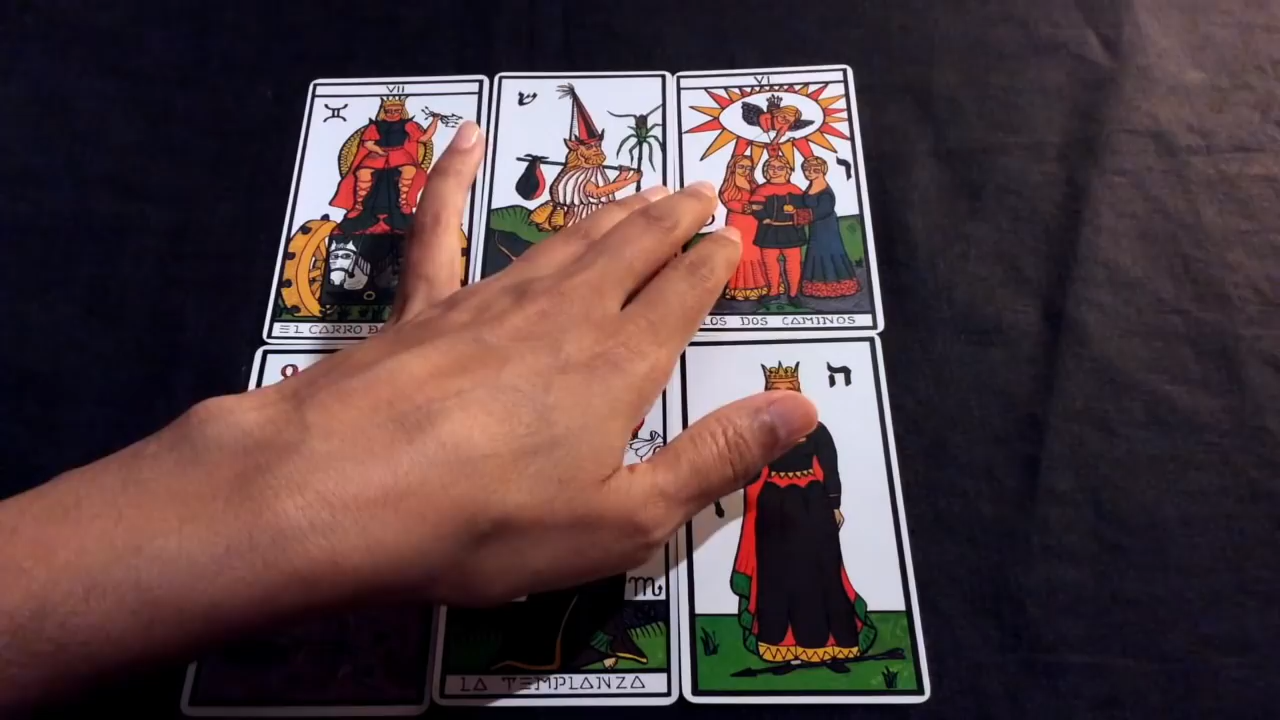 VII
VI
ש
י
EL CARRO D
LOS DOS CAMINOS
ה
LA TEMPLANZA